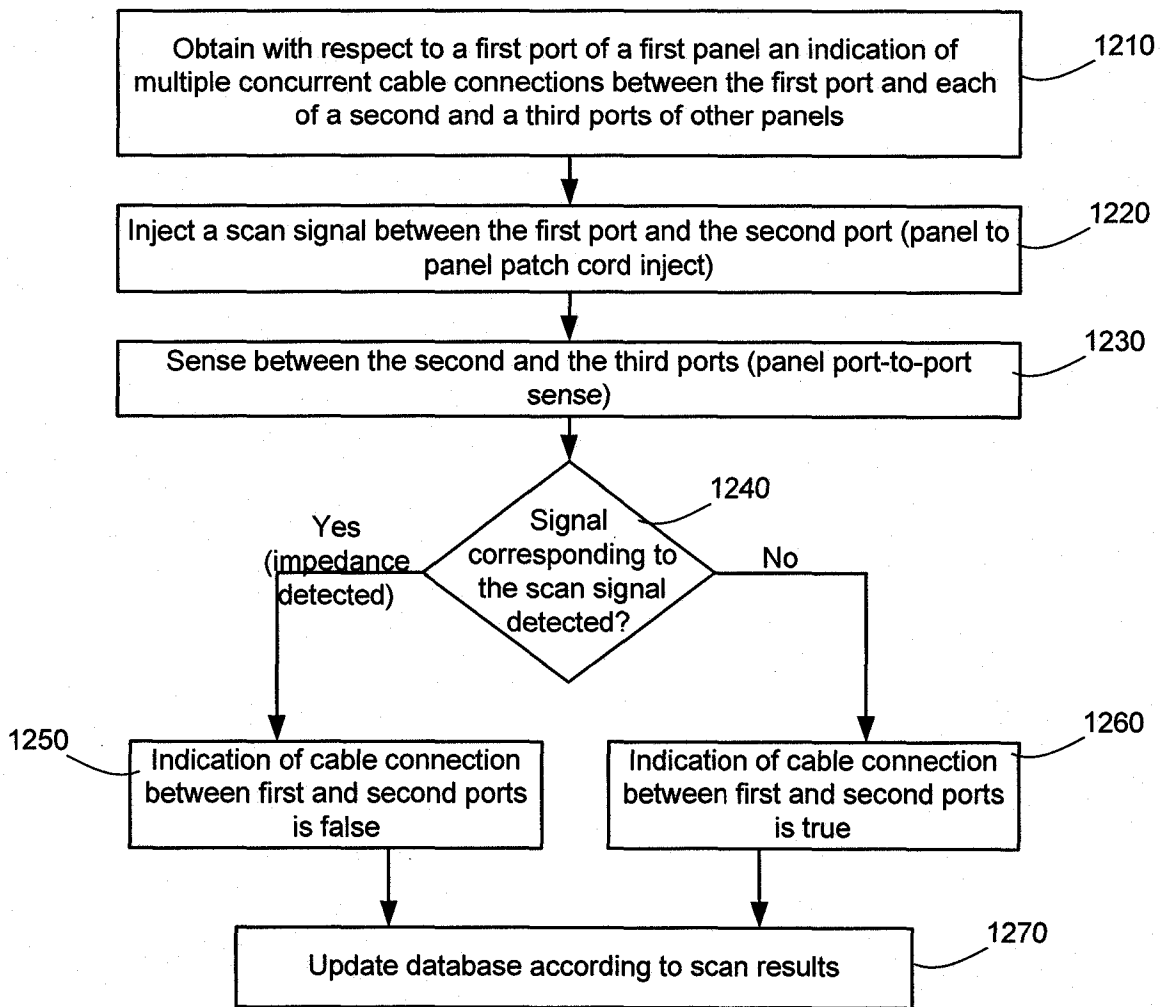 Obtain with respect to a first port of a first panel an indication of
multiple concurrent cable connections between the first port and each
of a second and a third ports of other panels
1210
Inject a scan signal between the first port and the second port (panel to
panel patch cord inject)
1220
Sense between the second and the third ports (panel port-to-port
sense)
1230
Signal
corresponding to
the scan signal
detected?
1240
Yes
(impedance
detected)
No
1250
Indication of cable connection
between first and second ports
is false
1260
Indication of cable connection
between first and second ports
is true
Update database according to scan results
1270